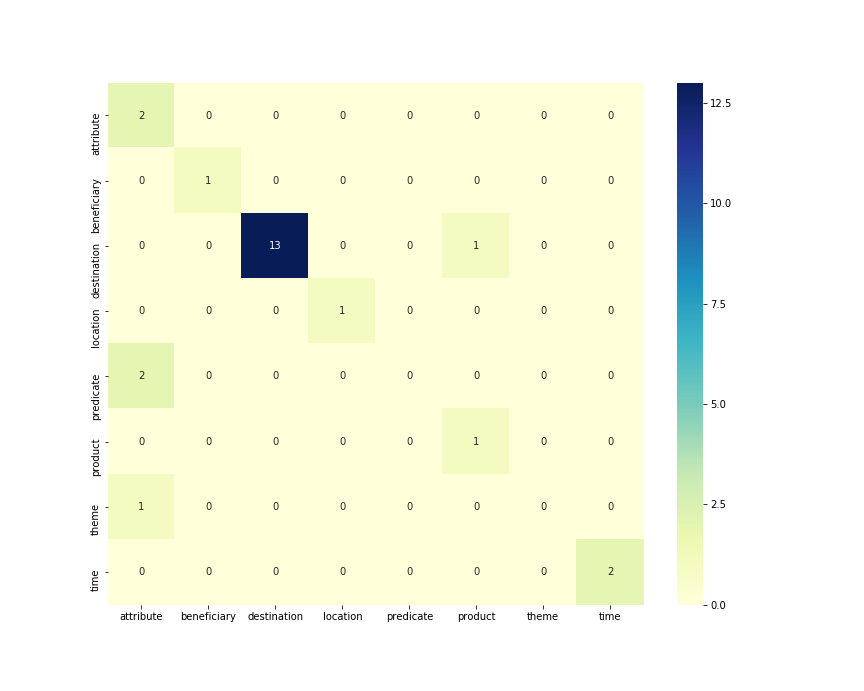 attribute 2 0 0 0 0 0 0 0
beneficiary 0 1 0 0 0 0 0 0
destination 0 0 13 0 0 1 0 0
location 0 0 0 1 0 0 0 0
predicate 2 0 0 0 0 0 0 0
product 0 0 0 0 0 1 0 0
theme 1 0 0 0 0 0 0 0
time 0 0 0 0 0 0 0 2
attribute beneficiary destination location predicate product theme time
12.5
10.0
7.5
5.0
2.5
0.0